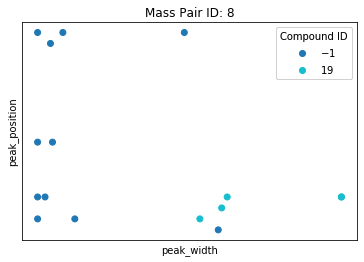 Mass Pair ID: 8
Compound ID
−1
19
peak_position
peak_width